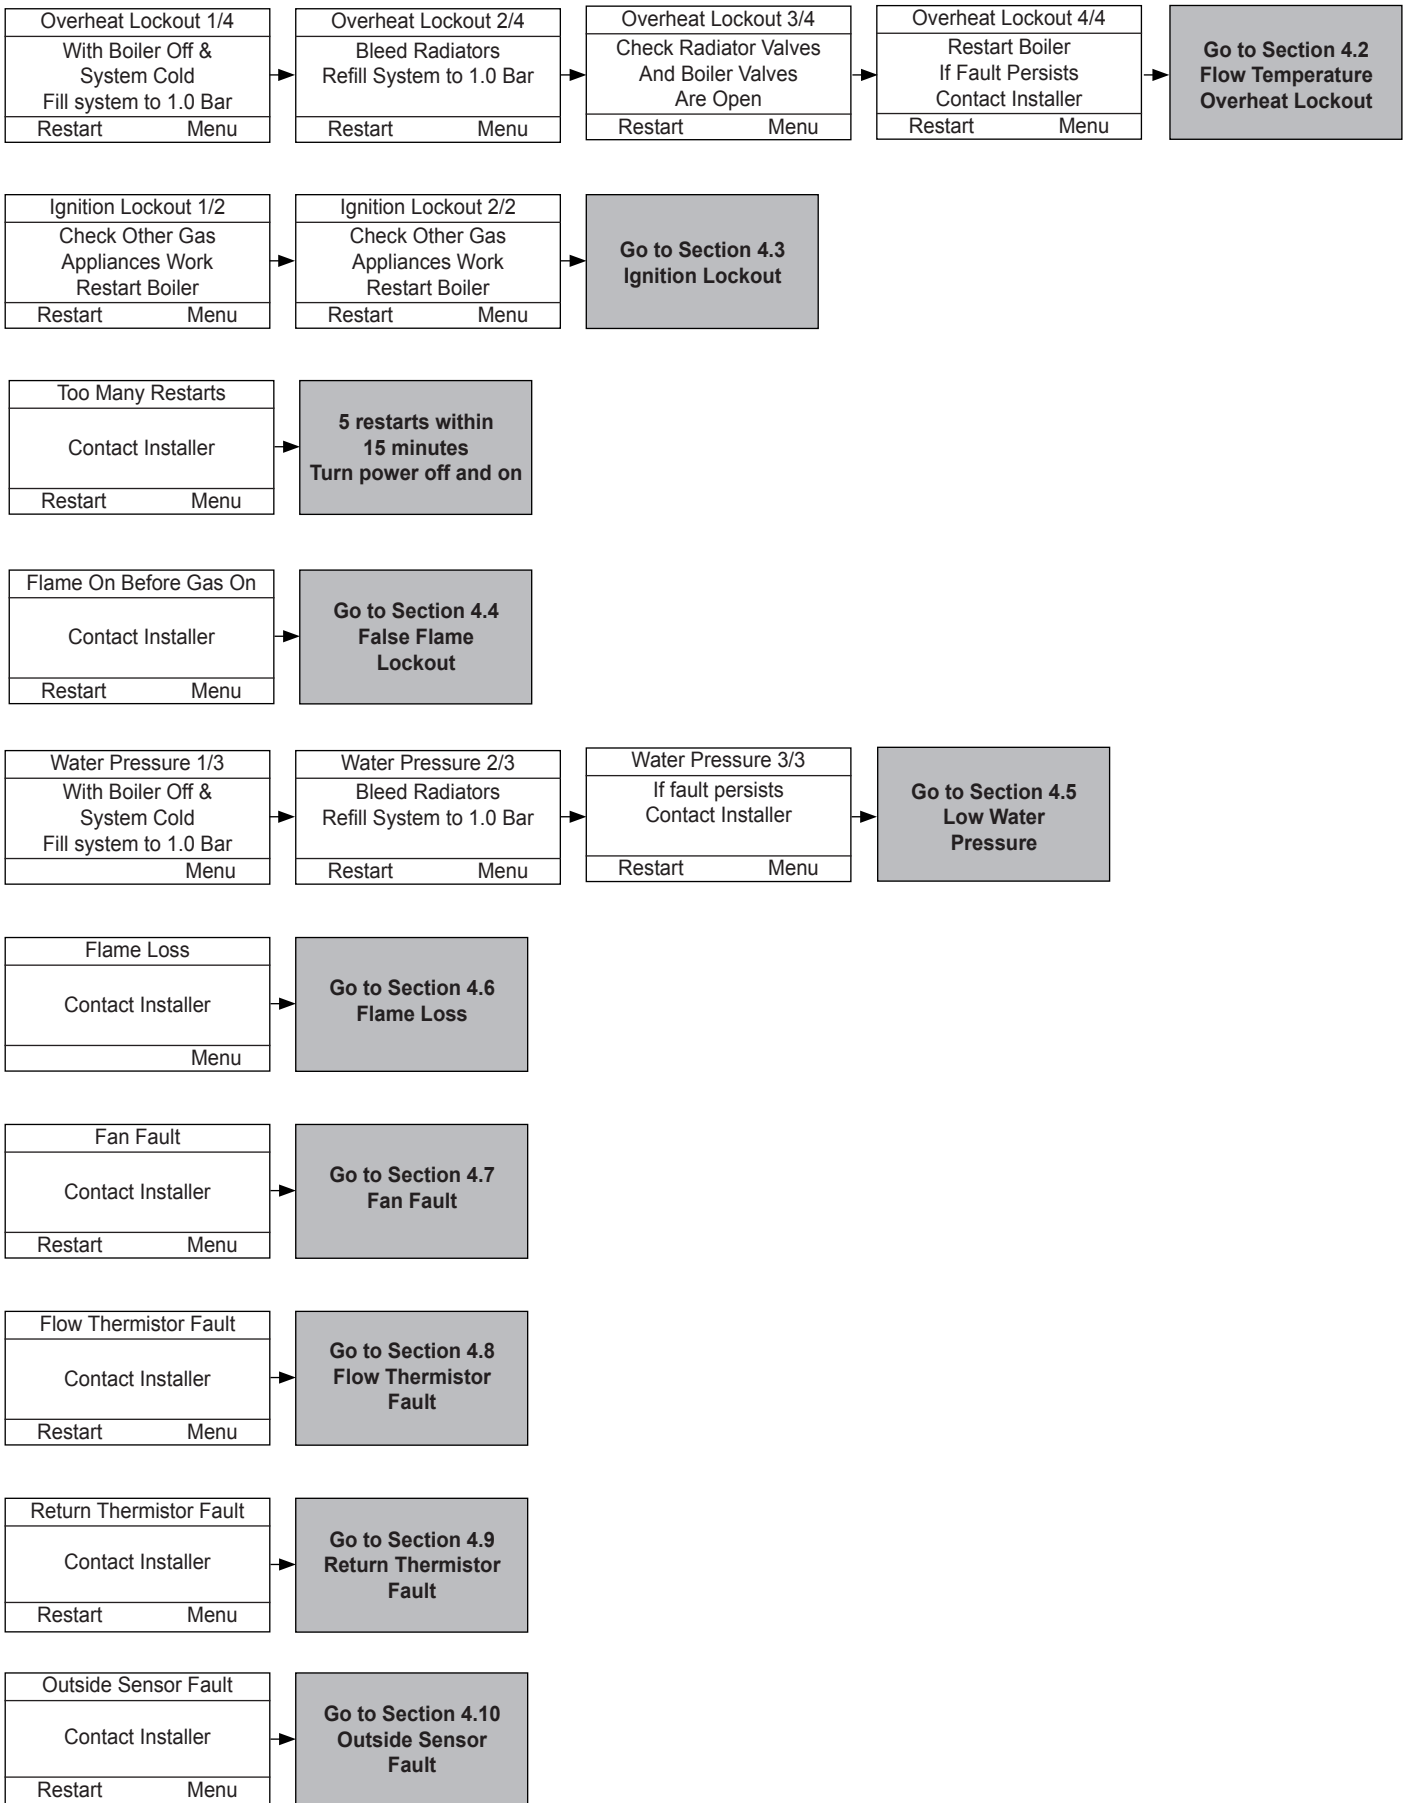 Overheat Lockout 1/4
With Boiler Off &
System Cold
Fill system to 1.0 Bar
Restart Menu
Overheat Lockout 2/4
Bleed Radiators
Refill System to 1.0 Bar
Restart Menu
Overheat Lockout 3/4
Check Radiator Valves
And Boiler Valves
Are Open
Restart Menu
Overheat Lockout 4/4
Restart Boiler
If Fault Persists
Contact Installer
Restart Menu
Go to Section 4.2
Flow Temperature
Overheat Lockout
Ignition Lockout 1/2
Check Other Gas
Appliances Work
Restart Boiler
Restart Menu
Ignition Lockout 2/2
Check Other Gas
Appliances Work
Restart Boiler
Restart Menu
Go to Section 4.3
Ignition Lockout
Too Many Restarts
Contact Installer
Restart Menu
5 restarts within
15 minutes
Turn power off and on
Flame On Before Gas On
Contact Installer
Restart Menu
Go to Section 4.4
False Flame
Lockout
Water Pressure 1/3
With Boiler Off &
System Cold
Fill system to 1.0 Bar
Menu
Water Pressure 2/3
Bleed Radiators
Refill System to 1.0 Bar
Restart Menu
Water Pressure 3/3
If fault persists
Contact Installer
Restart Menu
Go to Section 4.5
Low Water
Pressure
Flame Loss
Contact Installer
Menu
Go to Section 4.6
Flame Loss
Fan Fault
Contact Installer
Restart Menu
Go to Section 4.7
Fan Fault
Flow Thermistor Fault
Contact Installer
Restart Menu
Go to Section 4.8
Flow Thermistor
Fault
Return Thermistor Fault
Contact Installer
Restart Menu
Go to Section 4.9
Return Thermistor
Fault
Outside Sensor Fault
Contact Installer
Restart Menu
Go to Section 4.10
Outside Sensor
Fault